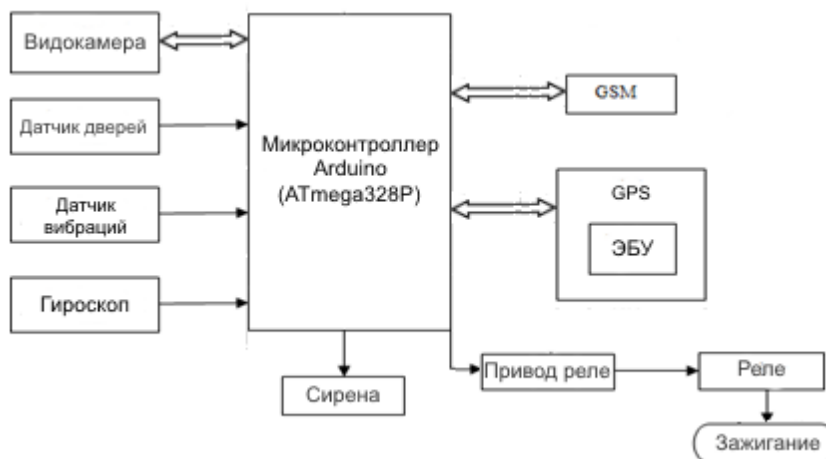 Видокамера
Датчик дверей
Датчик
вибраций
Гироскоп
Микроконтроллер
Arduino
(ATmega328P)
GSM
GPS
ЭБУ
Сирена
Привод реле
Реле
Зажигание